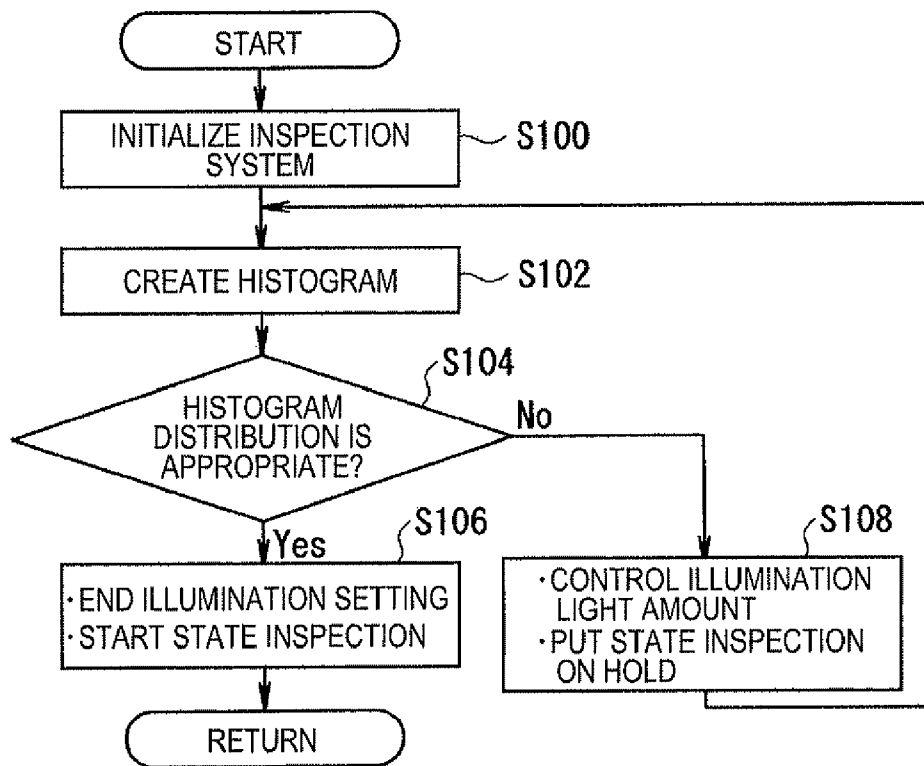 START
INITIALIZE INSPECTION
SYSTEM
S100
CREATE HISTOGRAM
S102
S104
HISTOGRAM
DISTRIBUTION IS
APPROPRIATE?
No
Yes
S106
・END ILLUMINATION SETTING
・START STATE INSPECTION
S108
・CONTROL ILLUMINATION
LIGHT AMOUNT
・PUT STATE INSPECTION
ON HOLD
RETURN